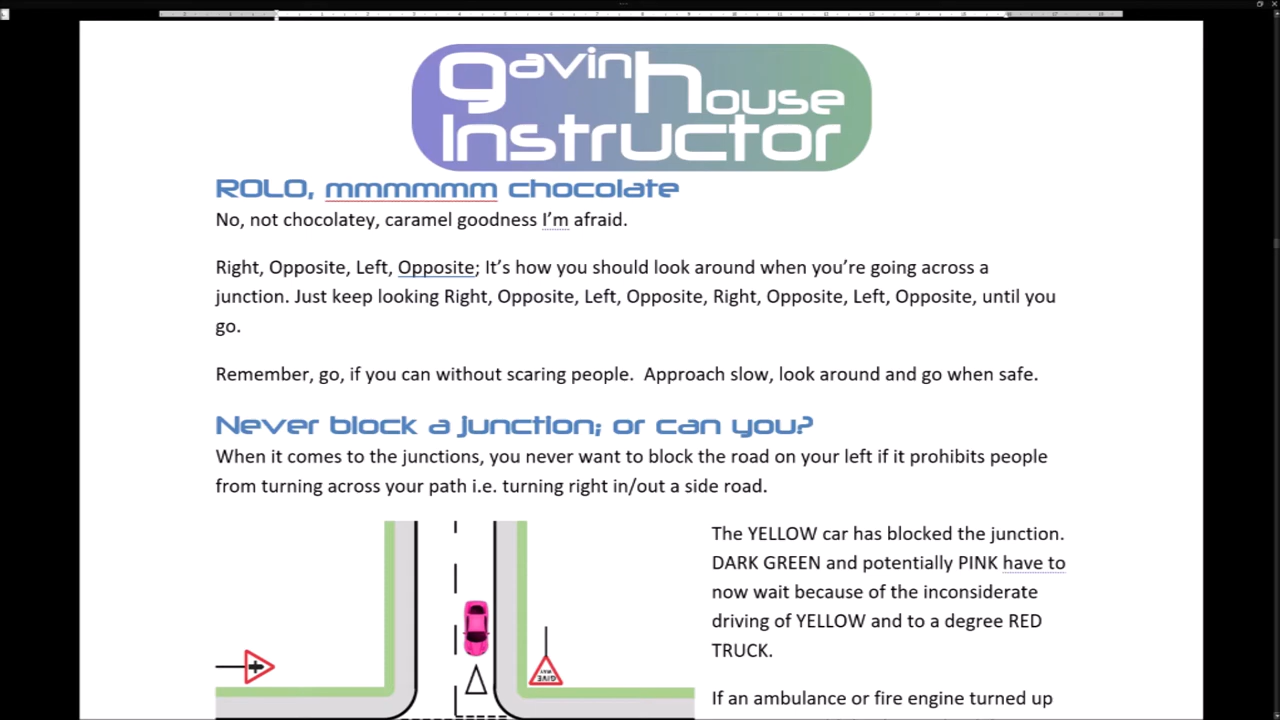 gavin house
Instructor
ROLO, mmmmmm chocolate
No, not chocolatey, caramel goodness I’m afraid.
Right, Opposite, Left, Opposite; It’s how you should look around when you’re going across a
junction. Just keep looking Right, Opposite, Left, Opposite, Right, Opposite, Left, Opposite, until you
go.
Remember, go, if you can without scaring people.  Approach slow, look around and go when safe.
Never block a junction; or can you?
When it comes to the junctions, you never want to block the road on your left if it prohibits people
from turning across your path i.e. turning right in/out a side road.
The YELLOW car has blocked the junction.
DARK GREEN and potentially PINK have to
now wait because of the inconsiderate
driving of YELLOW and to a degree RED
TRUCK.
GIVE
WAY
If an ambulance or fire engine turned up